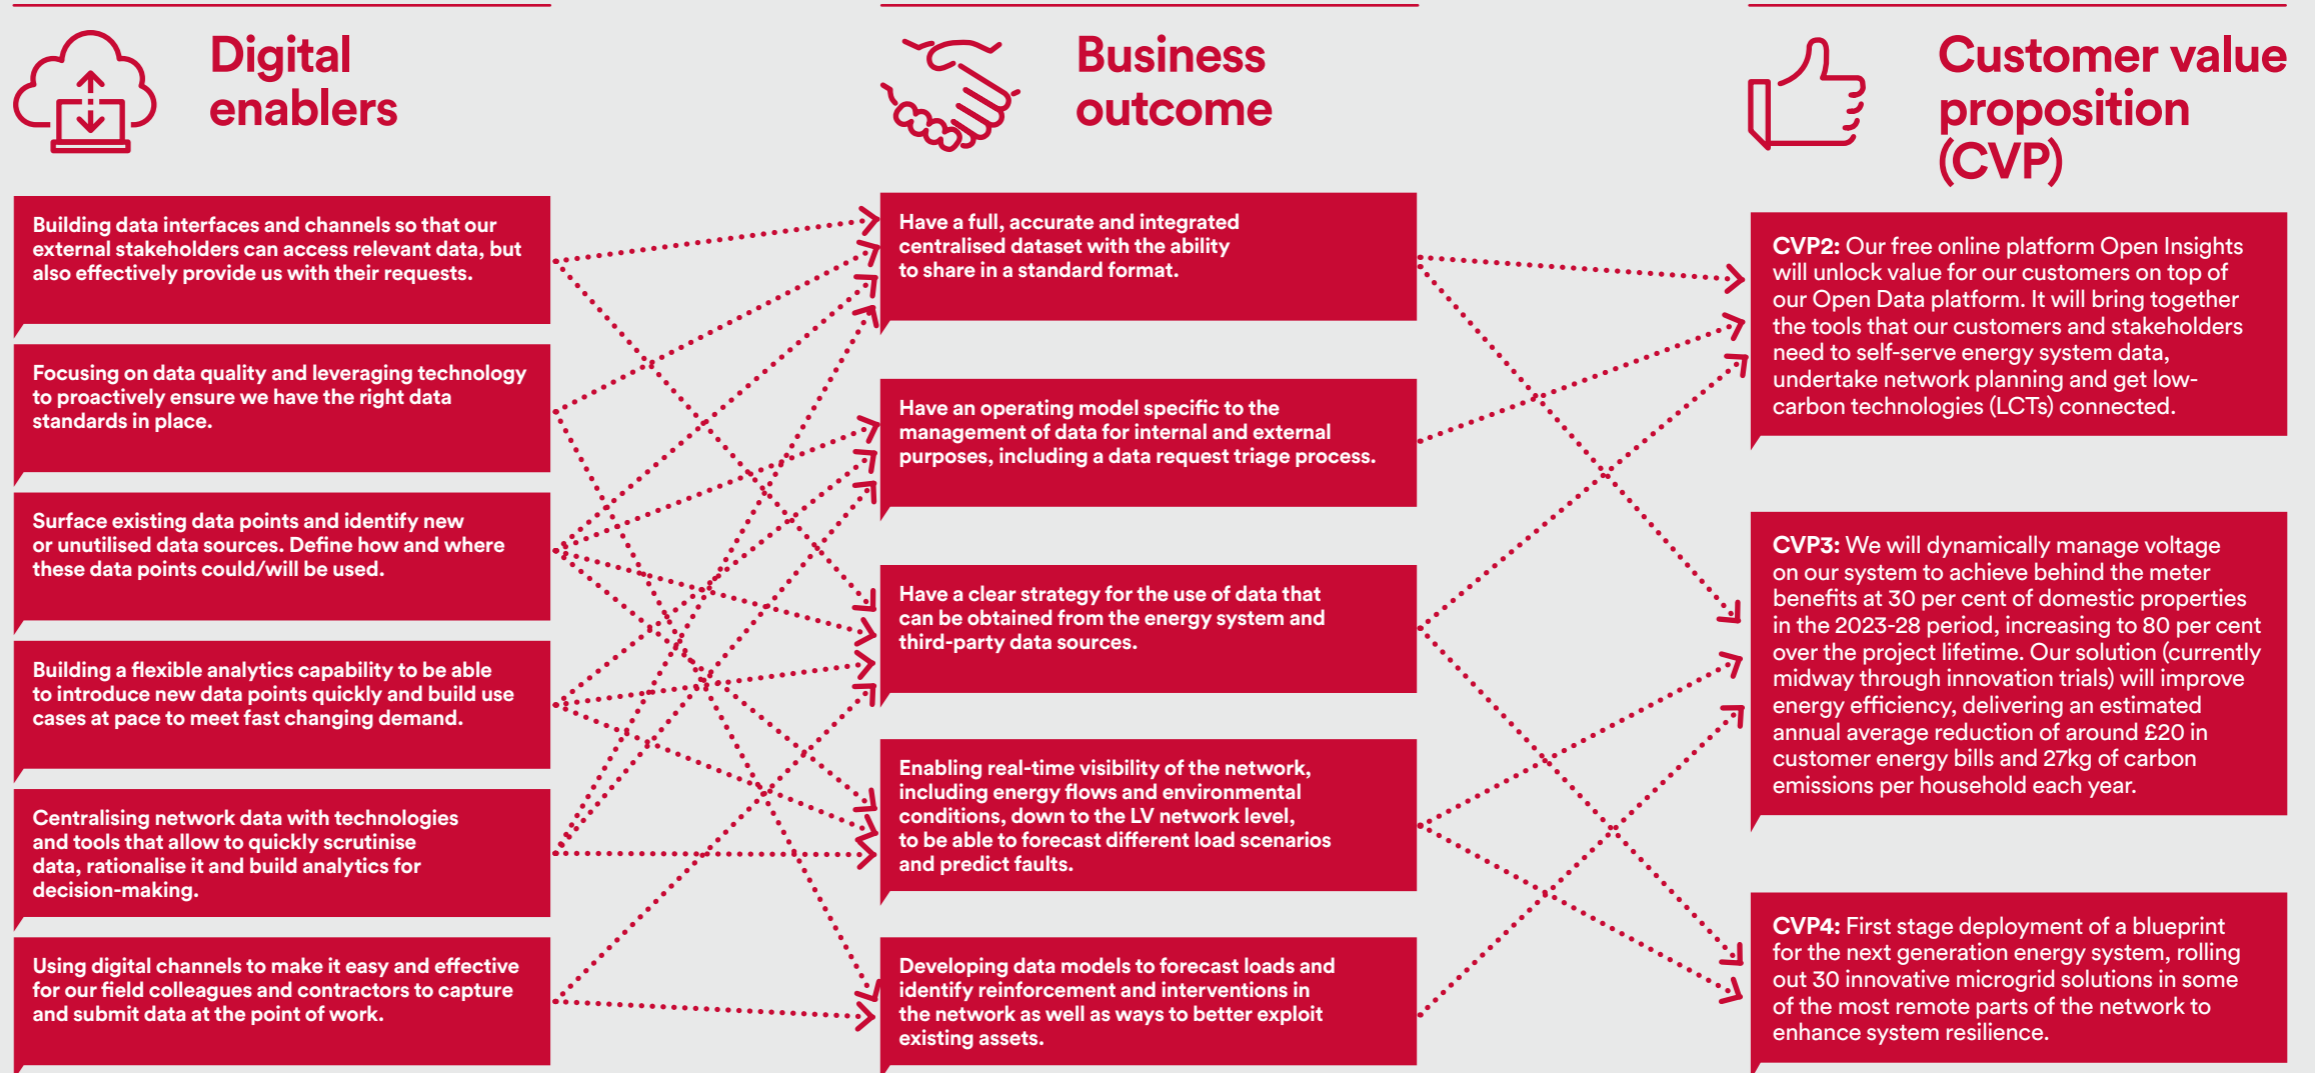 Digital
enablers
Building data interfaces and channels so that our
external stakeholders can access relevant data, but
also effectively provide us with their requests.
Focusing on data quality and leveraging technology
to proactively ensure we have the right data
standards in place.
Surface existing data points and identify new
or unutilised data sources. Define how and where
these data points could/will be used.
Building a flexible analytics capability to be able
to introduce new data points quickly and build use
cases at pace to meet fast changing demand.
Centralising network data with technologies
and tools that allow to quickly scrutinise
data, rationalise it and build analytics for
decision-making.
Using digital channels to make it easy and effective
for our field colleagues and contractors to capture
and submit data at the point of work.
Business
outcome
Have a full, accurate and integrated
centralised dataset with the ability
to share in a standard format.
Have an operating model specific to the
management of data for internal and external
purposes, including a data request triage process.
Have a clear strategy for the use of data that
can be obtained from the energy system and
third-party data sources.
Enabling real-time visibility of the network,
including energy flows and environmental
conditions, down to the LV network level,
to be able to forecast different load scenarios
and predict faults.
Developing data models to forecast loads and
identify reinforcement and interventions in
the network as well as ways to better exploit
existing assets.
Customer value
proposition
(CVP)
CVP2: Our free online platform Open Insights
will unlock value for our customers on top of
our Open Data platform. It will bring together
the tools that our customers and stakeholders
need to self-serve energy system data,
undertake network planning and get low-
carbon technologies (LCTs) connected.
CVP3: We will dynamically manage voltage
on our system to achieve behind the meter
benefits at 30 per cent of domestic properties
in the 2023-28 period, increasing to 80 per cent
over the project lifetime. Our solution (currently
midway through innovation trials) will improve
energy efficiency, delivering an estimated
annual average reduction of around £20 in
customer energy bills and 27kg of carbon
emissions per household each year.
CVP4: First stage deployment of a blueprint
for the next generation energy system, rolling
out 30 innovative microgrid solutions in some
of the most remote parts of the network to
enhance system resilience.